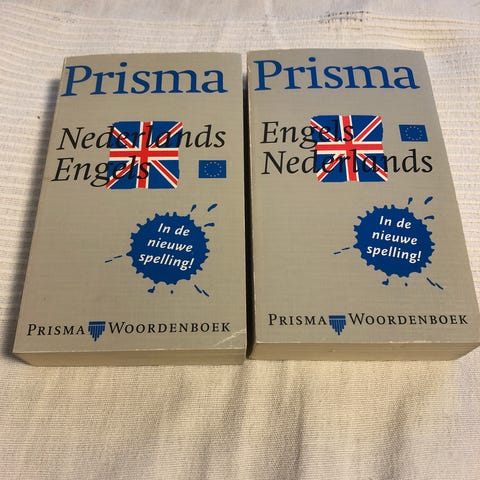 Prisma
Nederlands
Engels
In de
nieuwe
spelling!
PRISMA WOORDENBOEK
Prisma
Engels
Nederlands
In de
nieuwe
spelling!
PRISMA WOORDENBOEK